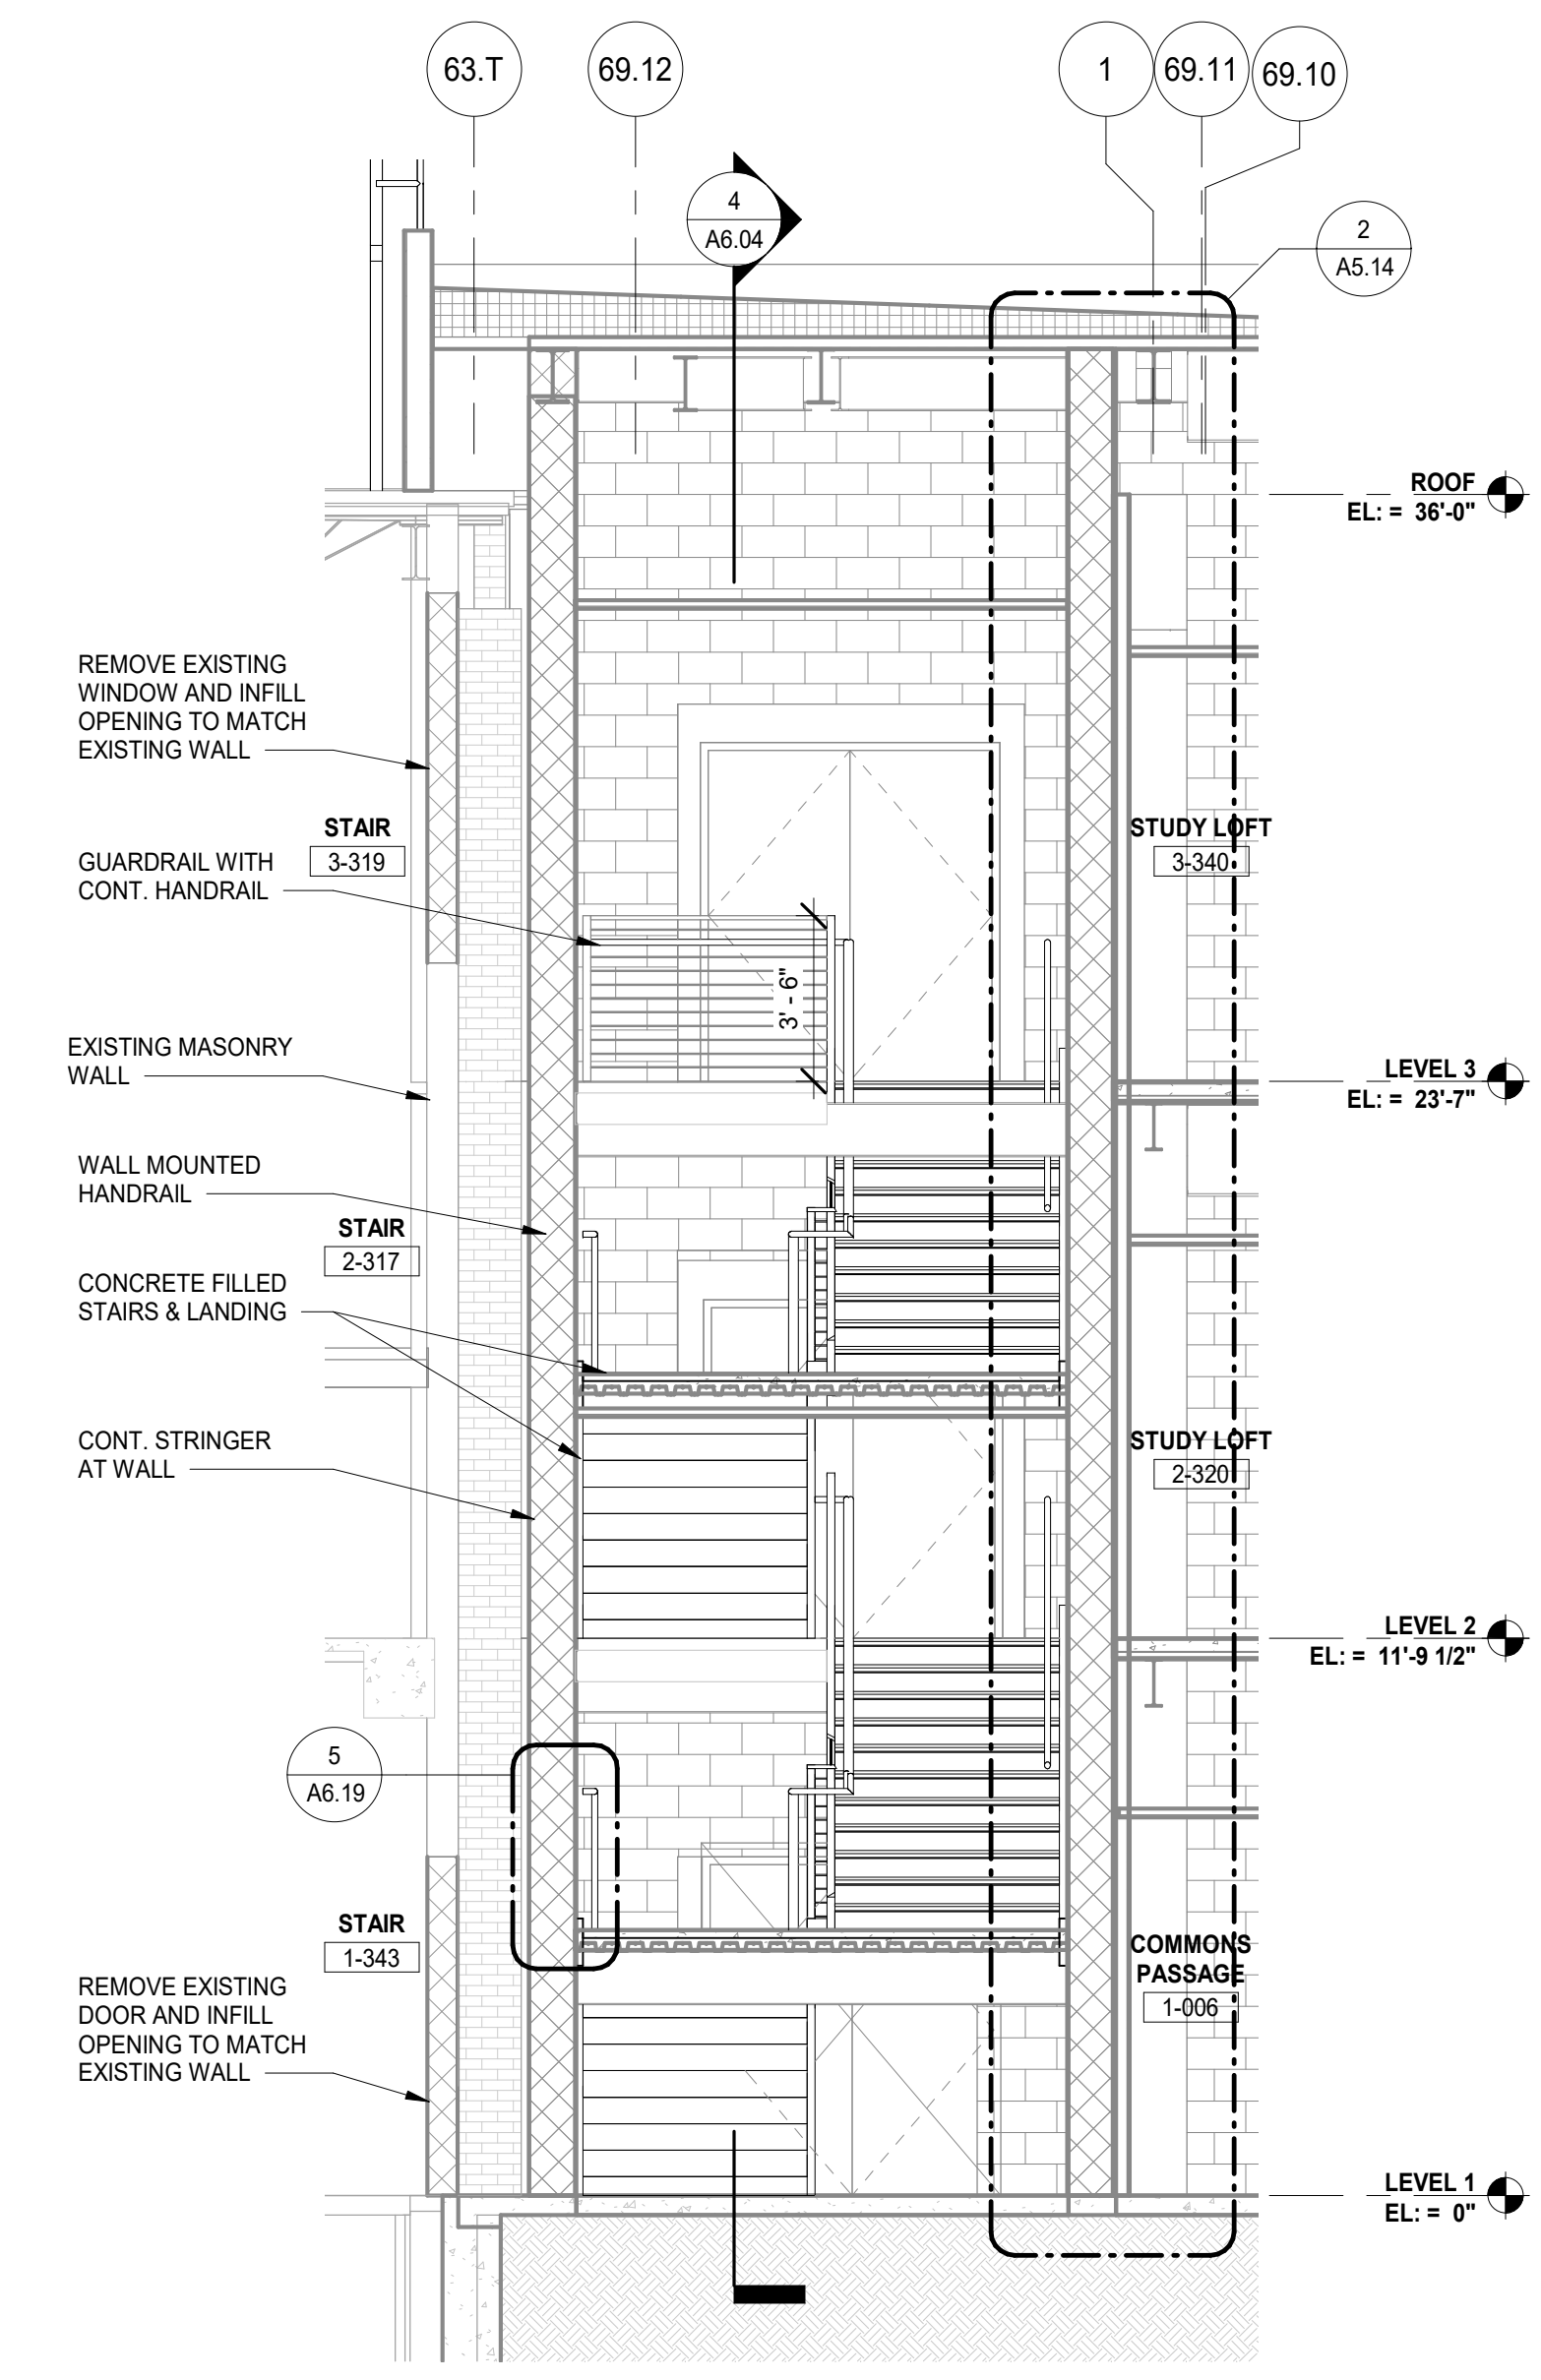 63.T
69.12
1
69.11
69.10
4
A6.04
2
A5.14
ROOF
EL: = 36'-0"
REMOVE EXISTING
WINDOW AND INFILL
OPENING TO MATCH
EXISTING WALL
STAIR
3-319
STUDY LOFT
3-340
GUARDRAIL WITH
CONT. HANDRAIL
3' - 6"
EXISTING MASONRY
WALL
LEVEL 3
EL: = 23'-7"
WALL MOUNTED
HANDRAIL
STAIR
2-317
CONCRETE FILLED
STAIRS & LANDING
CONT. STRINGER
AT WALL
STUDY LOFT
2-320
LEVEL 2
EL: = 11'-9 1/2"
5
A6.19
STAIR
1-343
COMMONS
PASSAGE
1-006
REMOVE EXISTING
DOOR AND INFILL
OPENING TO MATCH
EXISTING WALL
LEVEL 1
EL: = 0"